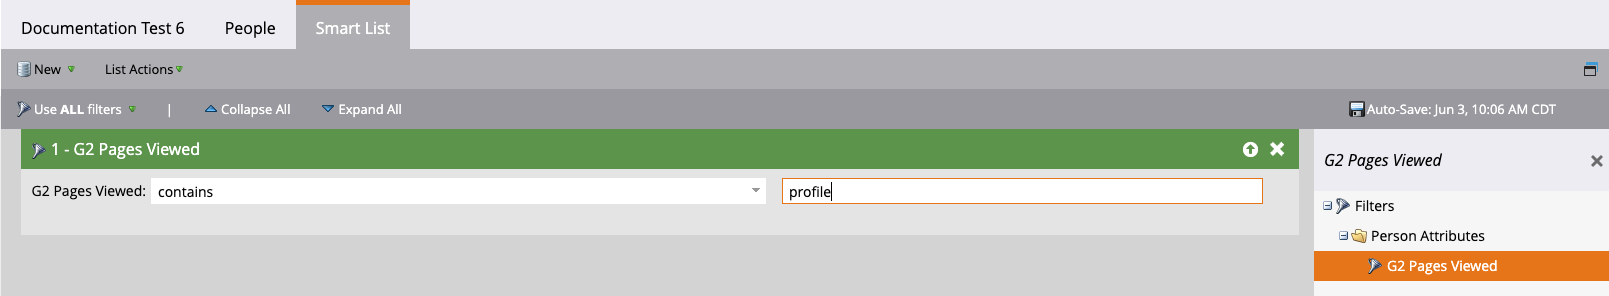 Documentation Test 6 People Smart List
New List Actions
Use ALL filters | Collapse All Expand All Auto-Save: Jun 3, 10:06 AM CDT
1 - G2 Pages Viewed
G2 Pages Viewed: contains profile
G2 Pages Viewed
Filters
Person Attributes
G2 Pages Viewed